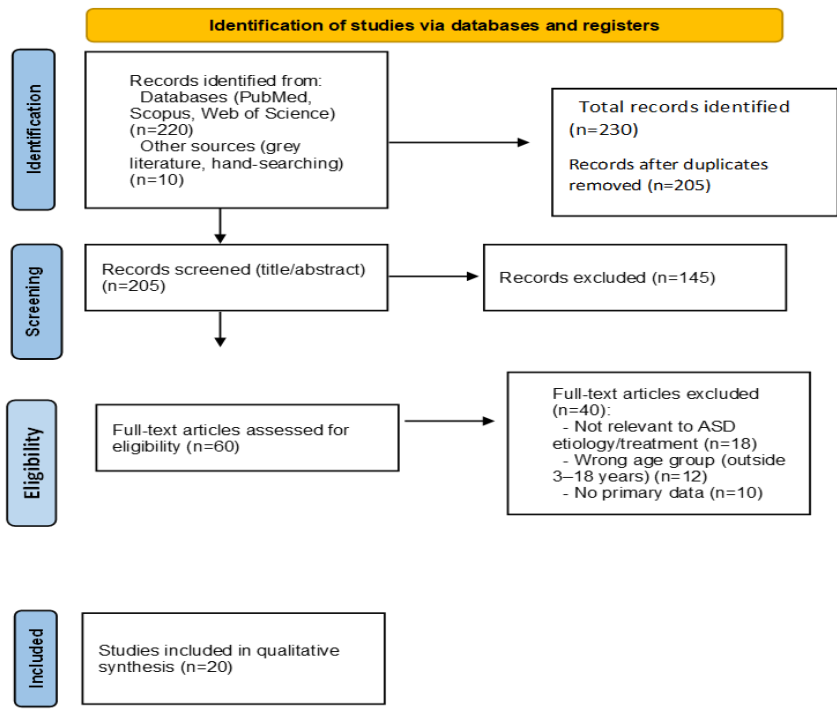 Identification of studies via databases and registers
Identification
Records identified from:
Databases (PubMed,
Scopus, Web of Science)
(n=220)
Other sources (grey
literature, hand-searching)
(n=10)
Total records identified
(n=230)
Records after duplicates
removed (n=205)
Screening
Records screened (title/abstract)
(n=205)
Records excluded (n=145)
Eligibility
Full-text articles assessed for
eligibility (n=60)
Full-text articles excluded
(n=40):
- Not relevant to ASD
etiology/treatment (n=18)
- Wrong age group (outside
3–18 years) (n=12)
- No primary data (n=10)
Included
Studies included in qualitative
synthesis (n=20)